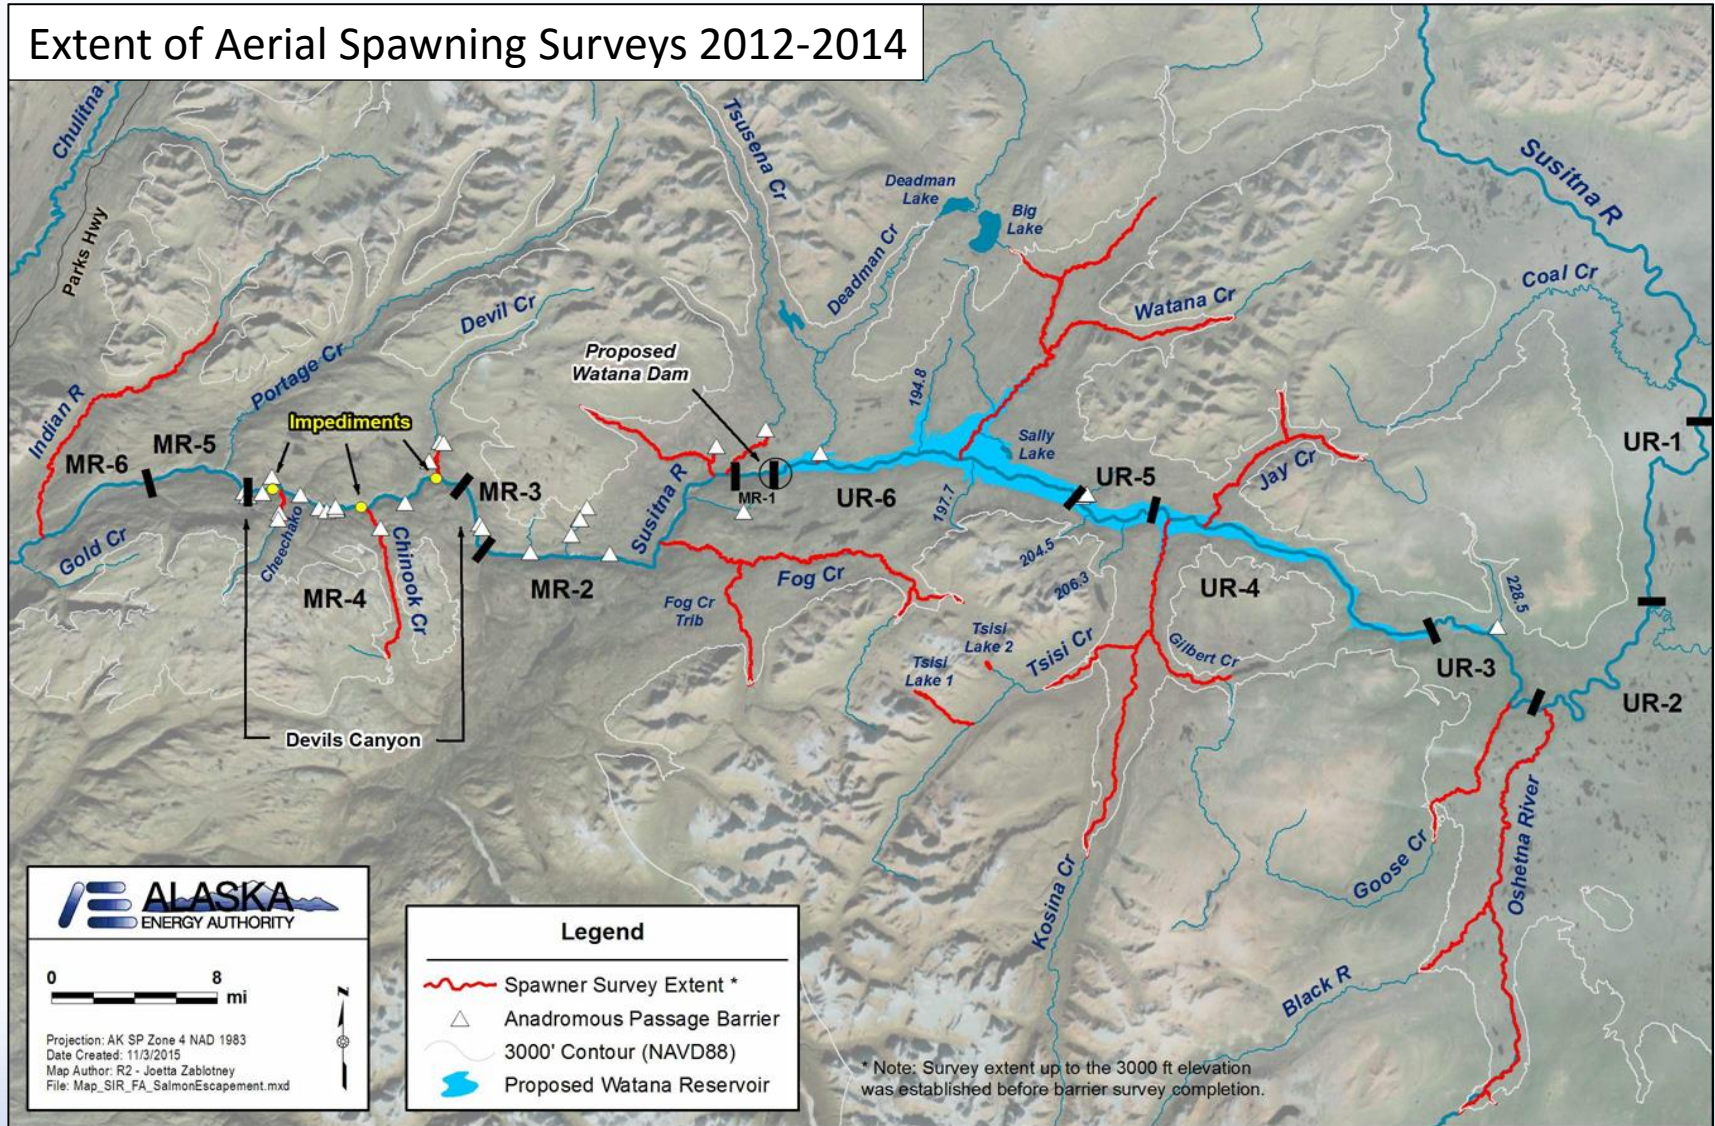 Extent of Aerial Spawning Surveys 2012-2014
Chulitna
Parks Hwy
Tsusena Cr
Deadman
Lake
Big
Lake
Deadman Cr
Susitna R
Coal Cr
Watana Cr
Devil Cr
Portage Cr
Indian R
Proposed
Watana Dam
Impediments
MR-6
MR-5
MR-3
Susitna R
MR-1
UR-6
194.8
197.7
Sally
Lake
UR-5
Jay Cr
UR-1
Gold Cr
Cheechako
MR-4
Chinook Cr
MR-2
Fog Cr
Fog Cr
Trib
204.5
206.3
UR-4
228.5
Tsisi
Lake 2
Tsisi
Lake 1
Tsisi Cr
Gilbert Cr
UR-3
UR-2
Devils Canyon
Kosina Cr
Goose Cr
Oshetna River
Black R
ALASKA
ENERGY AUTHORITY
0 8
mi
N
Projection: AK SP Zone 4 NAD 1983
Date Created: 11/3/2015
Map Author: R2 - Joetta Zablotney
File: Map_SIR_FA_SalmonEscapement.mxd
Legend
Spawner Survey Extent *
Anadromous Passage Barrier
3000' Contour (NAVD88)
Proposed Watana Reservoir
* Note: Survey extent up to the 3000 ft elevation
was established before barrier survey completion.